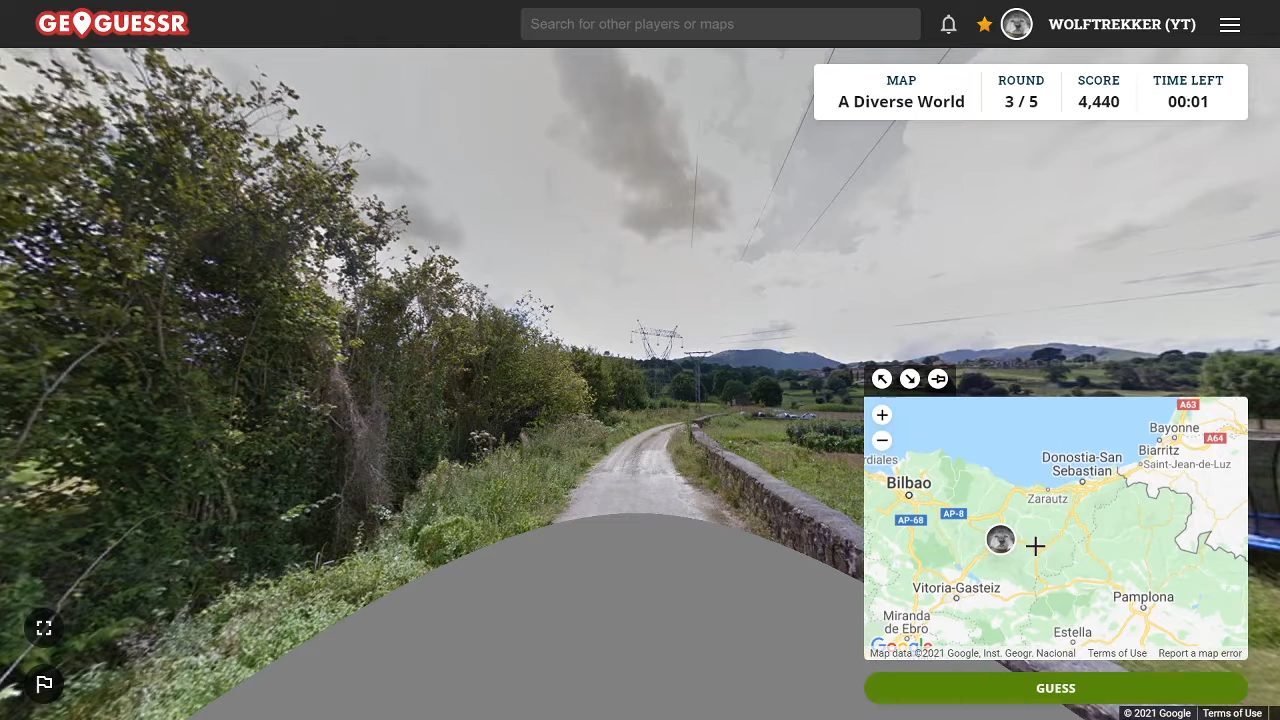 GEOGUESSR
Search for other players or maps
WOLFTREKKER (YT)
MAP
A Diverse World
ROUND
3 / 5
SCORE
4,440
TIME LEFT
00:01
A63
Bayonne
A64
Biarritz
Saint-Jean-de-Luz
rdiales
Donostia-San
Sebastian
Bilbao
Zarautz
AP-68
AP-8
Vitoria-Gasteiz
Pamplona
Miranda
de Ebro
Estella
Google
Map data ©2021 Google, Inst. Geogr. Nacional
Terms of Use
Report a map error
GUESS
© 2021 Google
Terms of Use